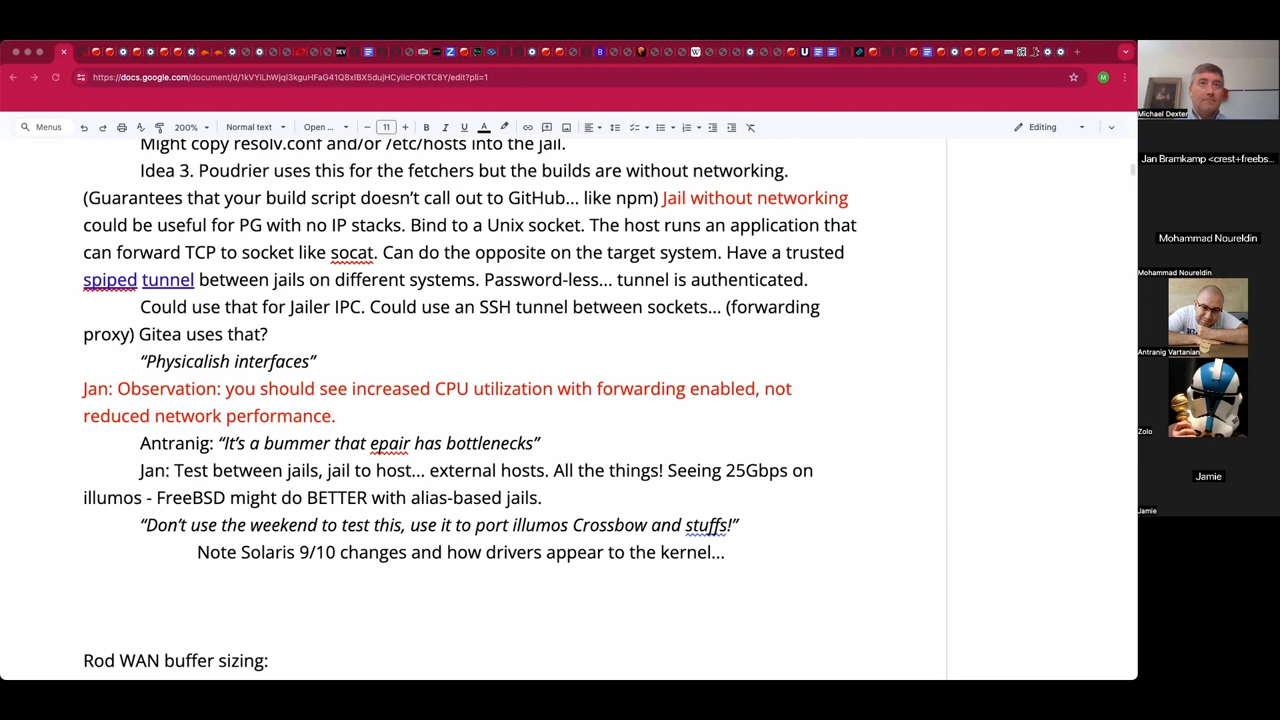 https://docs.google.com/document/d/1kVYiLhWjqI3kguHFaG41Q8xIBX5dujHCyiIcFOKTC8Y/edit?pli=1
M
Menus
200%
Normal text
Open ...
11
Editing
Might copy resolv.conf and/or /etc/hosts into the jail.
Idea 3. Poudrier uses this for the fetchers but the builds are without networking.
(Guarantees that your build script doesn’t call out to GitHub… like npm) Jail without networking
could be useful for PG with no IP stacks. Bind to a Unix socket. The host runs an application that
can forward TCP to socket like socat. Can do the opposite on the target system. Have a trusted
spiped tunnel between jails on different systems. Password-less… tunnel is authenticated.
Could use that for Jailer IPC. Could use an SSH tunnel between sockets… (forwarding
proxy) Gitea uses that?
“Physicalish interfaces”
Jan: Observation: you should see increased CPU utilization with forwarding enabled, not
reduced network performance.
Antranig: “It’s a bummer that epair has bottlenecks”
Jan: Test between jails, jail to host… external hosts. All the things! Seeing 25Gbps on
illumos - FreeBSD might do BETTER with alias-based jails.
“Don’t use the weekend to test this, use it to port illumos Crossbow and stuffs!”
Note Solaris 9/10 changes and how drivers appear to the kernel…
Rod WAN buffer sizing:
Michael Dexter
Jan Bramkamp <crest+freebs...
Mohammad Noureldin
Mohammad Noureldin
Antranig Vartanian
Zolo
Jamie
Jamie